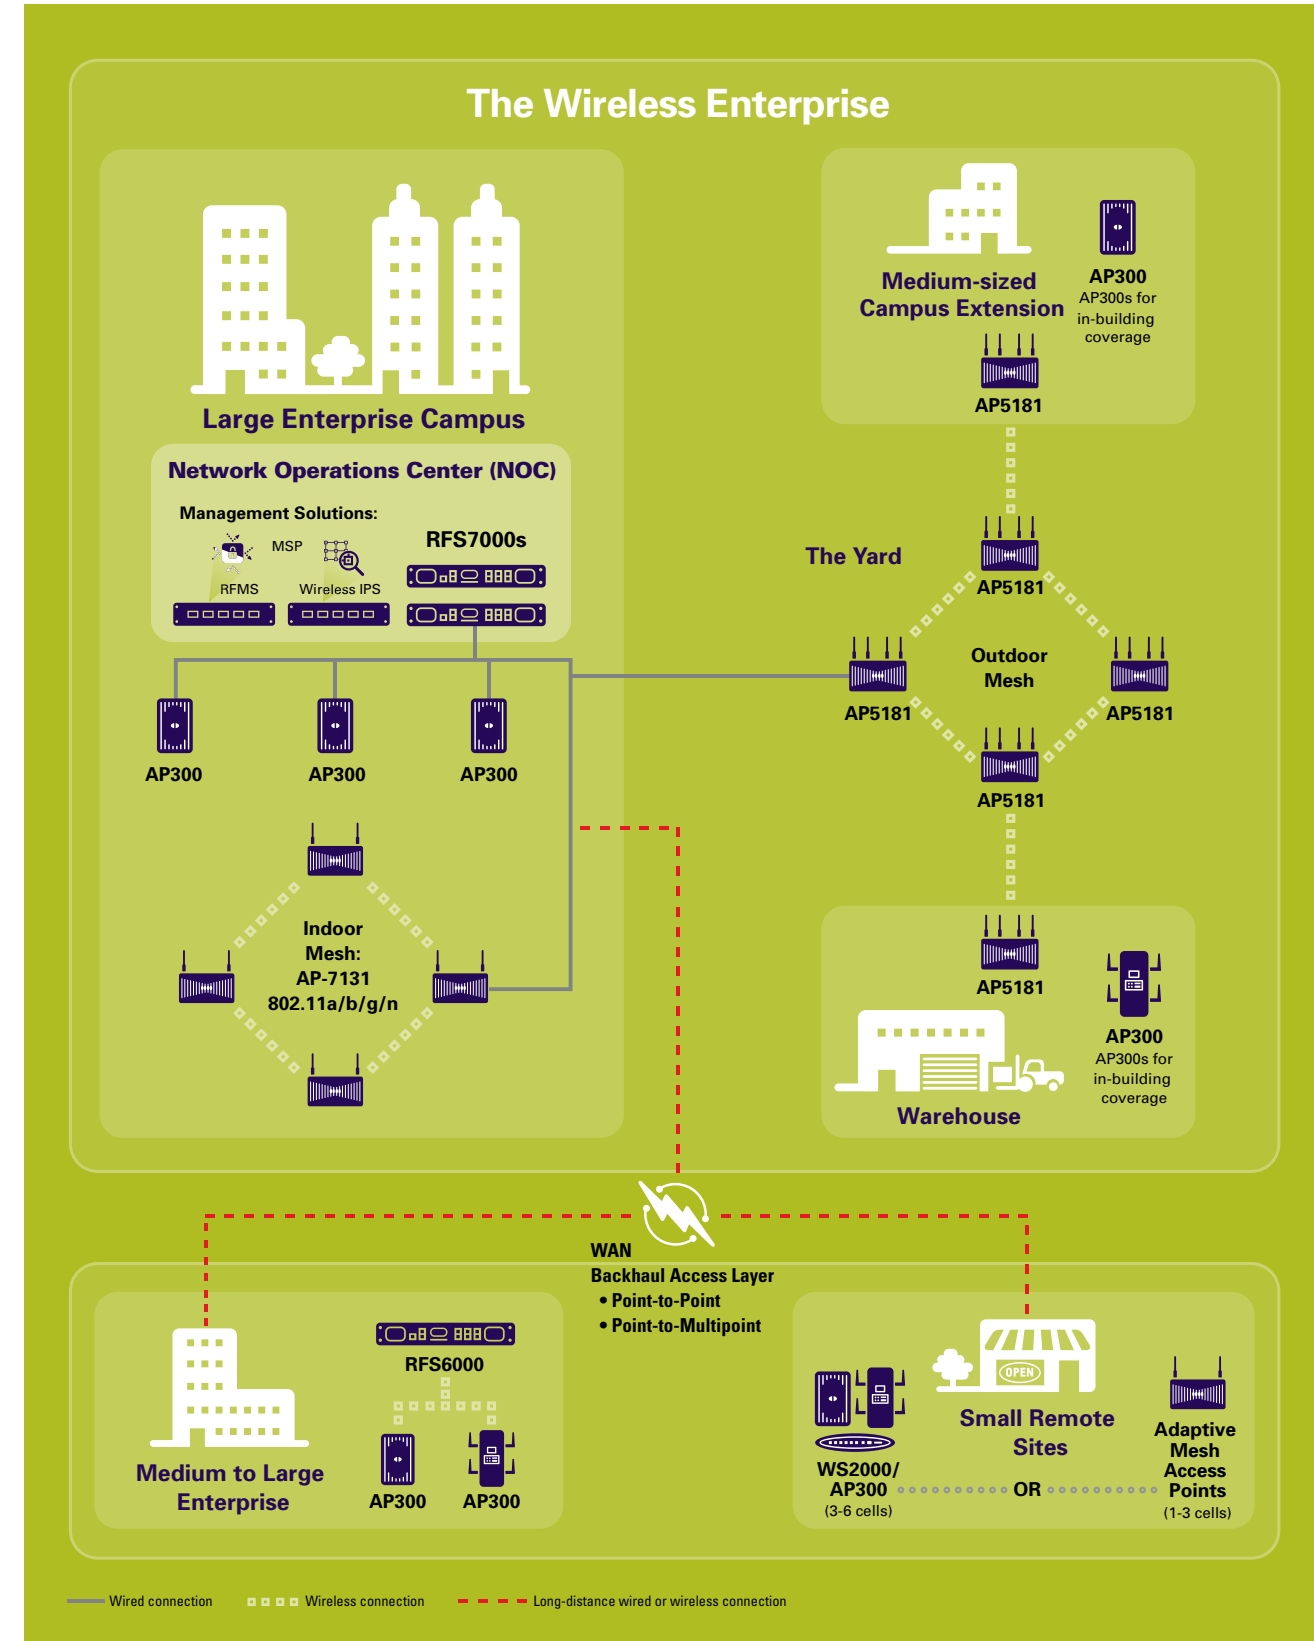 The Wireless Enterprise
Large Enterprise Campus
Network Operations Center (NOC)
Management Solutions:
MSP
RFMS
Wireless IPS
RFS7000s
AP300
AP300
AP300
Indoor
Mesh:
AP-7131
802.11a/b/g/n
Medium-sized
Campus Extension
AP300
AP300s for
in-building
coverage
AP5181
The Yard
AP5181
Outdoor
Mesh
AP5181
AP5181
AP5181
AP5181
AP300
AP300s for
in-building
coverage
Warehouse
WAN
Backhaul Access Layer
• Point-to-Point
• Point-to-Multipoint
RFS6000
Medium to Large
Enterprise
AP300
AP300
OPEN
Small Remote
Sites
WS2000/
AP300
(3-6 cells)
OR
Adaptive
Mesh
Access
Points
(1-3 cells)
Wired connection
Wireless connection
Long-distance wired or wireless connection